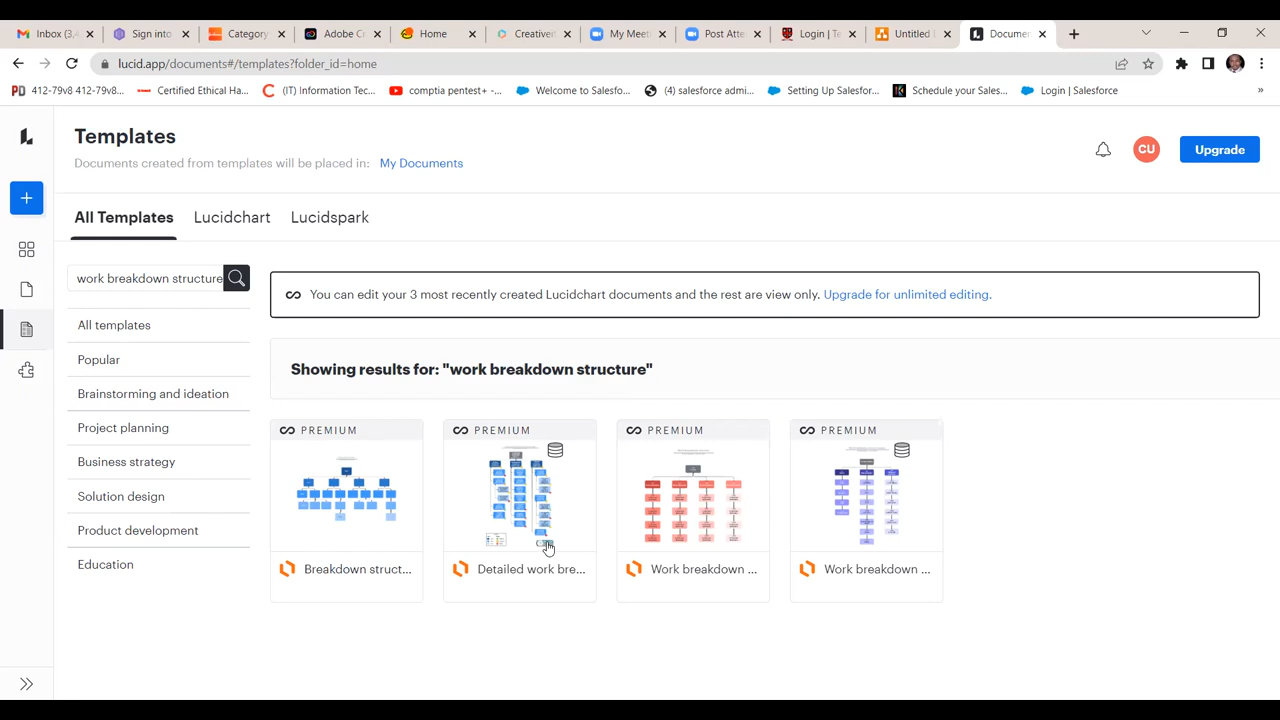 Inbox (3,4
Sign into
Category
Adobe C
Home
Creativen
My Meet
Post Atte
Login | T
Untitled
Documen
lucid.app/documents#/templates?folder_id=home
PD 412-79v8 412-79v8...
Certified Ethical Ha...
(IT) Information Tec...
comptia pentest+ -...
Welcome to Salesfo...
(4) salesforce admi...
Setting Up Salesfor...
Schedule your Sales...
Login | Salesforce
Templates
Documents created from templates will be placed in: My Documents
CU
Upgrade
All Templates
Lucidchart
Lucidspark
work breakdown structure
You can edit your 3 most recently created Lucidchart documents and the rest are view only. Upgrade for unlimited editing.
All templates
Popular
Brainstorming and ideation
Project planning
Business strategy
Solution design
Product development
Education
Showing results for: "work breakdown structure"
PREMIUM
PREMIUM
PREMIUM
PREMIUM
Breakdown struct...
Detailed work bre...
Work breakdown ...
Work breakdown ...